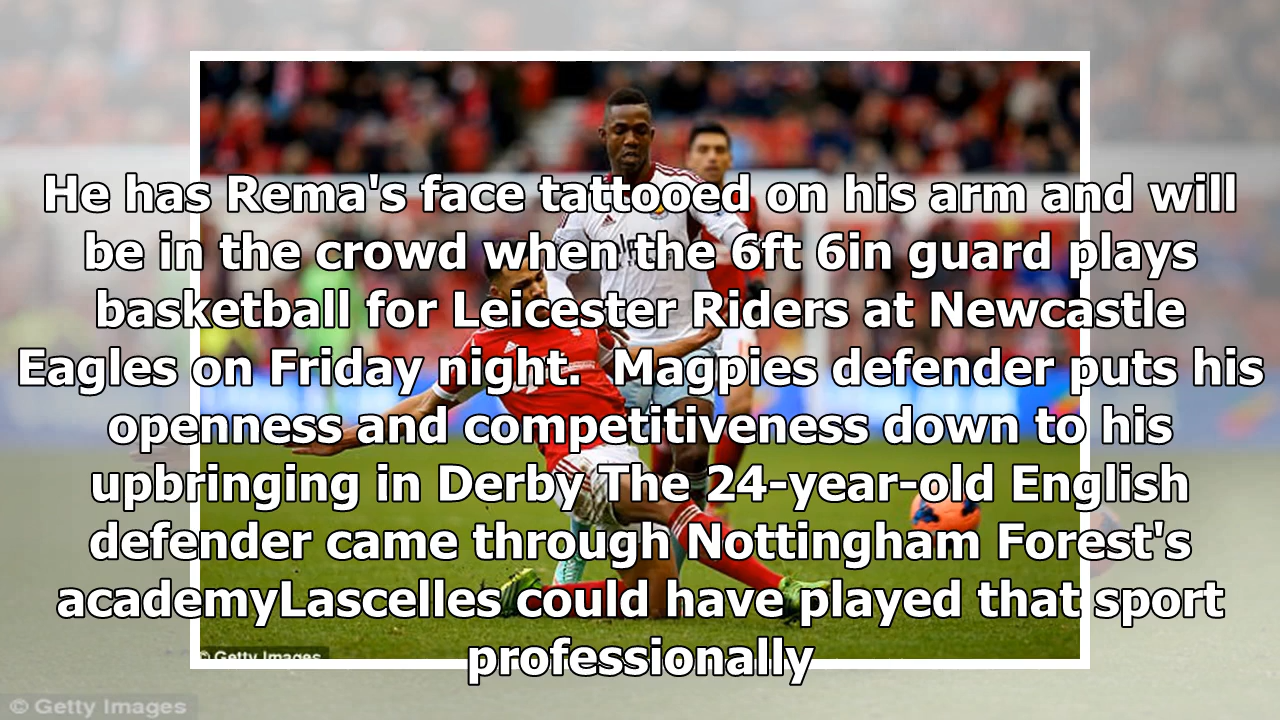 He has Rema's face tattooed on his arm and will
be in the crowd when the 6ft 6in guard plays
basketball for Leicester Riders at Newcastle
Eagles on Friday night.  Magpies defender puts his
openness and competitiveness down to his
upbringing in Derby The 24-year-old English
defender came through Nottingham Forest's
academyLascelles could have played that sport
professionally
© Getty Images
© Getty Images